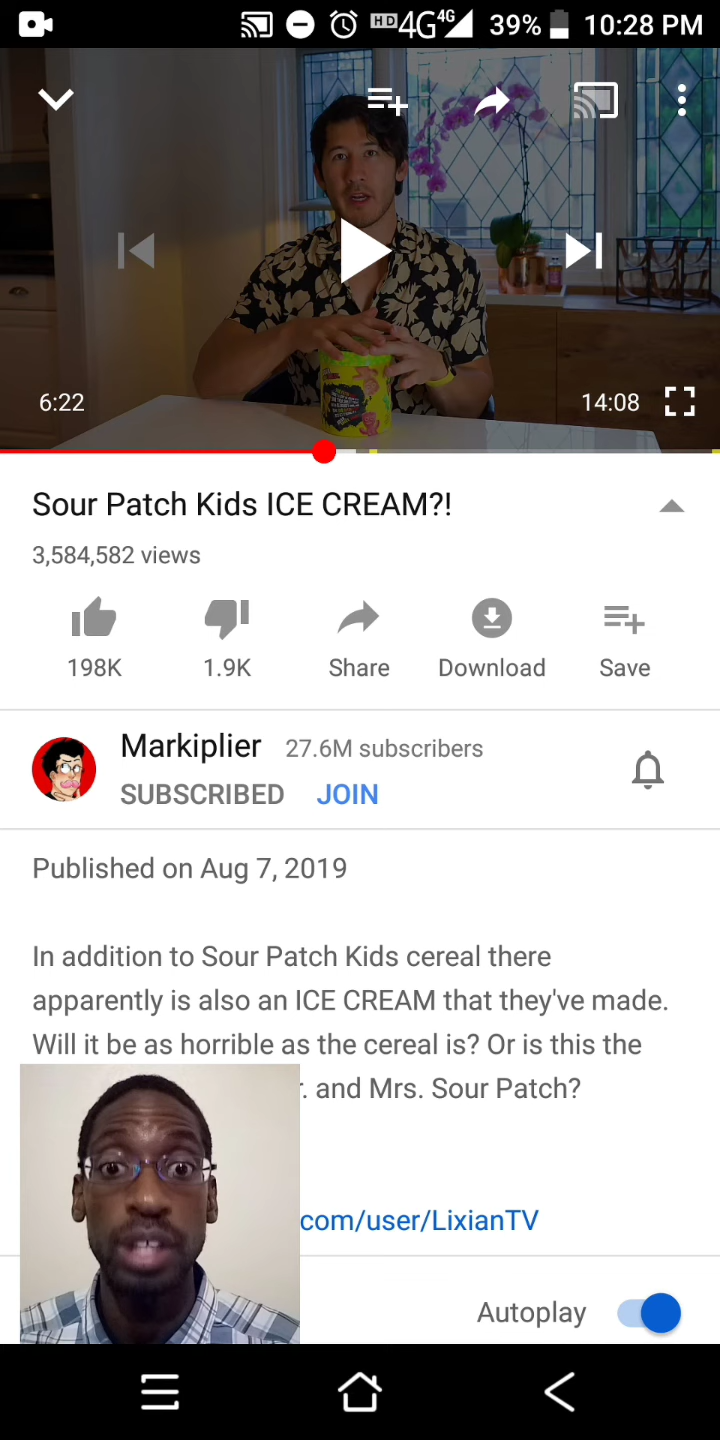 HD 4G 4G 39% 10:28 PM
6:22 14:08
Sour Patch Kids ICE CREAM?!
3,584,582 views
198K 1.9K Share Download Save
Markiplier 27.6M subscribers
SUBSCRIBED JOIN
Published on Aug 7, 2019
In addition to Sour Patch Kids cereal there
apparently is also an ICE CREAM that they've made.
Will it be as horrible as the cereal is? Or is this the
. and Mrs. Sour Patch?
com/user/LixianTV
Autoplay